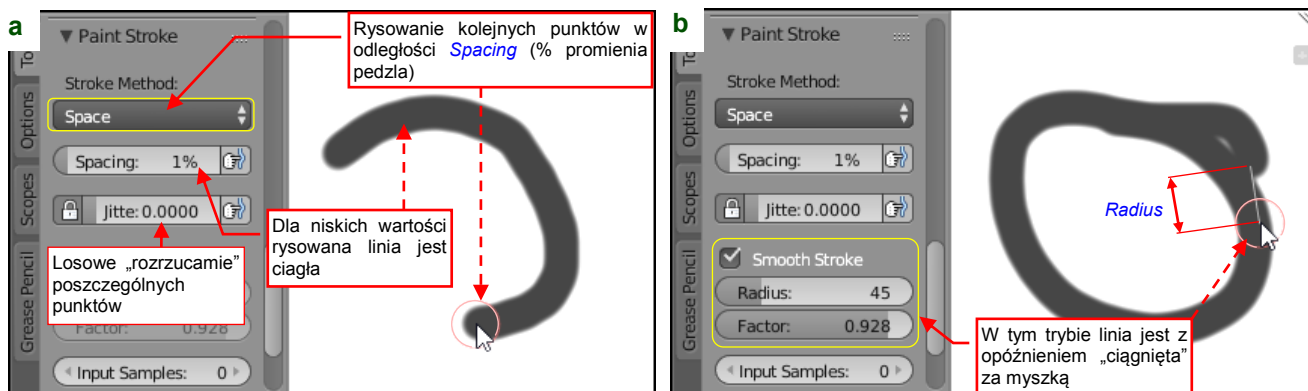 a
▼ Paint Stroke
Stroke Method:
Space
Spacing: 1%
Jitte: 0.0000
Factor: 0.928
Input Samples: 0
Options
Scopes
Grease Pencil
Rysowanie kolejnych punktów w
odległości Spacing (% promienia
pedzla)
Dla niskich wartości
rysowana linia jest
ciagła
Losowe „rozrzucamie”
poszczególnych
punktów
b
▼ Paint Stroke
Stroke Method:
Space
Spacing: 1%
Jitte: 0.0000
Smooth Stroke
Radius: 45
Factor: 0.928
Input Samples: 0
Options
Scopes
Grease Pencil
Radius
W tym trybie linia jest z
opóźnieniem „ciągnięta”
za myszką